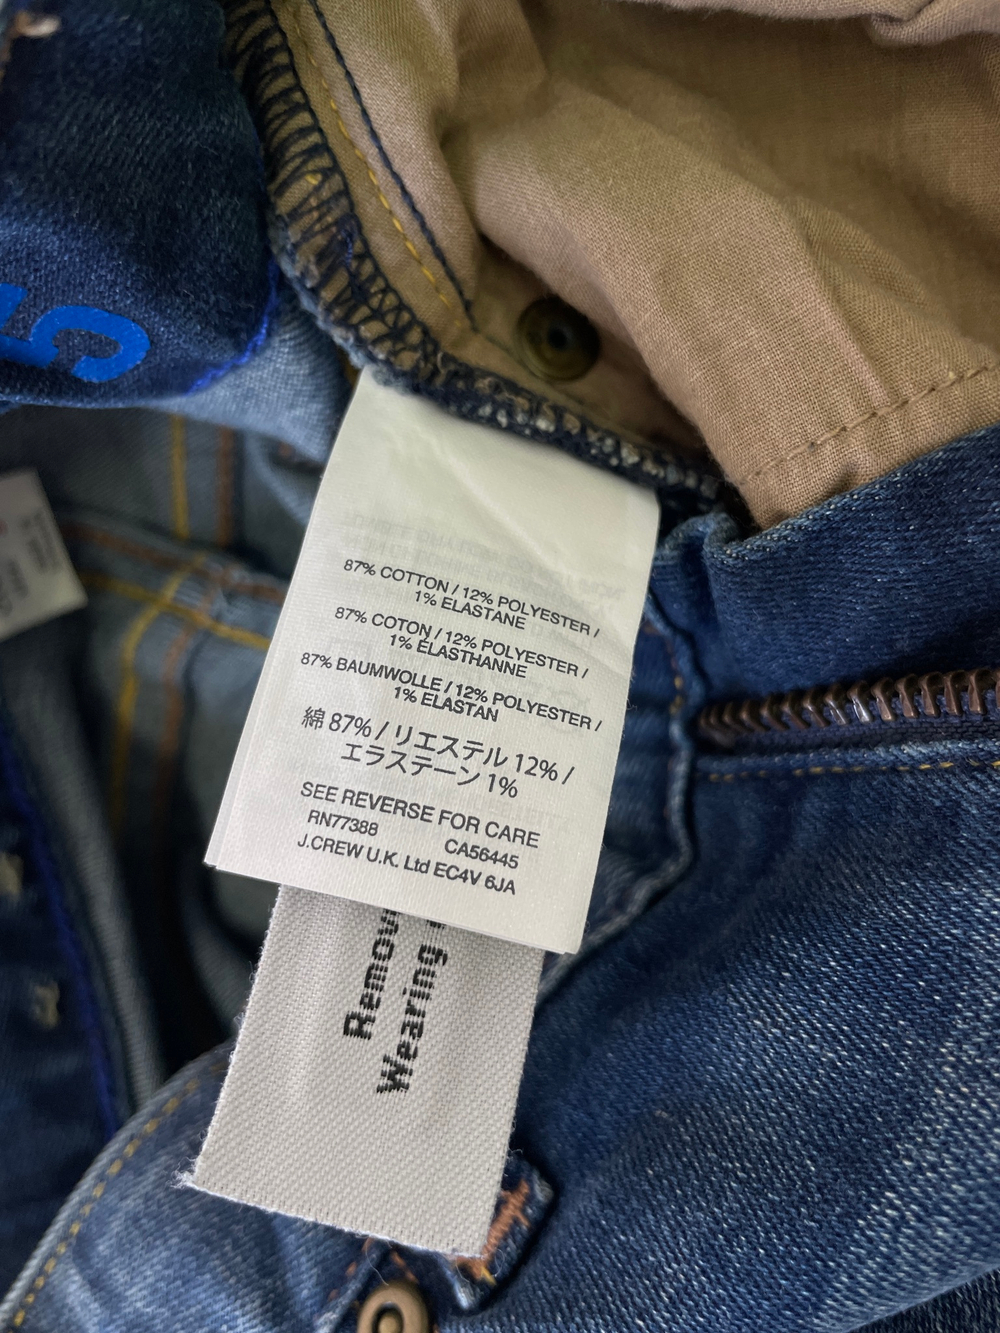 87% COTTON / 12% POLYESTER /
1% ELASTANE
87% COTON / 12% POLYESTER /
1% ELASTHANNE
87% BAUMWOLLE / 12% POLYESTER /
1% ELASTAN
綿 87% / リエステル 12% /
エラステーン 1%
SEE REVERSE FOR CARE
RN77388 CA56445
J.CREW U.K. Ltd EC4V 6JA
Wearing
5